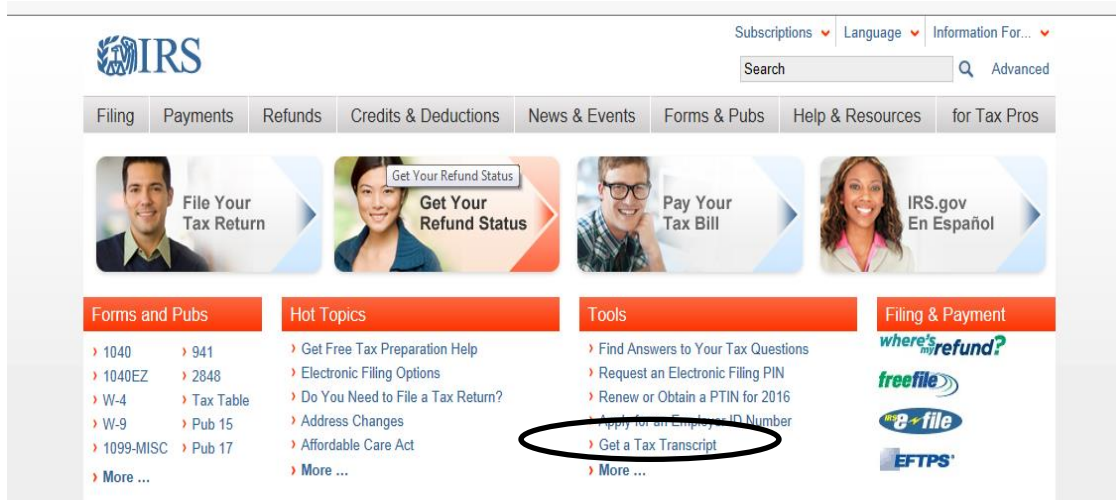 Subscriptions Language Information For...
IRS
Search Advanced
Filing Payments Refunds Credits & Deductions News & Events Forms & Pubs Help & Resources for Tax Pros
File Your
Tax Return
Get Your Refund Status
Get Your
Refund Status
Pay Your
Tax Bill
IRS.gov
En Español
Forms and Pubs
1040
1040EZ
W-4
W-9
1099-MISC
More ...
941
2848
Tax Table
Pub 15
Pub 17
Hot Topics
Get Free Tax Preparation Help
Electronic Filing Options
Do You Need to File a Tax Return?
Address Changes
Affordable Care Act
More ...
Tools
Find Answers to Your Tax Questions
Request an Electronic Filing PIN
Renew or Obtain a PTIN for 2016
Apply for an Employer ID Number
Get a Tax Transcript
More ...
Filing & Payment
where's my refund?
freefile
IRS e-file
EFTPS